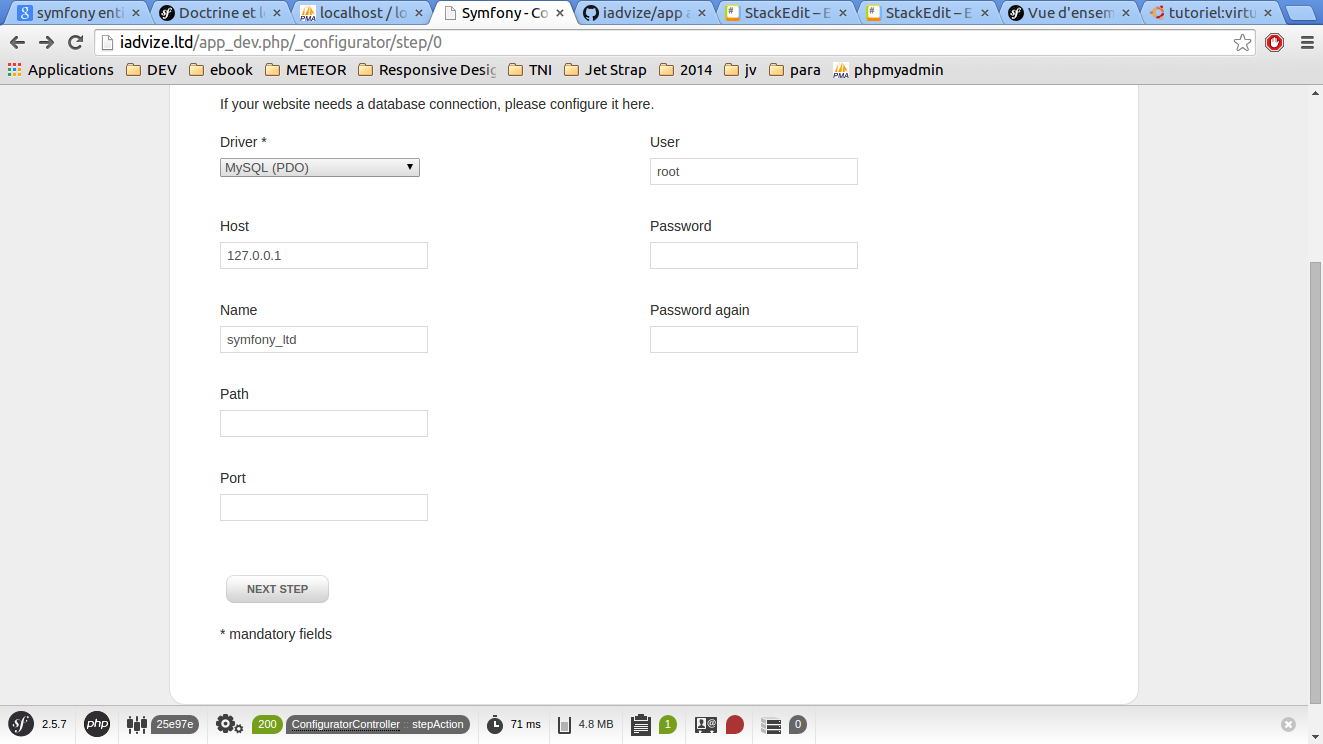 symfony enti
Doctrine et l
localhost / lo
Symfony - Co
iadvize/app a
StackEdit – E
StackEdit – E
Vue d'ensem
tutoriel:virtu
iadvize.ltd/app_dev.php/_configurator/step/0
Applications DEV ebook METEOR Responsive Desig TNI Jet Strap 2014 jv para phpmyadmin
If your website needs a database connection, please configure it here.
Driver *
MySQL (PDO)
User
root
Host
127.0.0.1
Password
Name
symfony_ltd
Password again
Path
Port
NEXT STEP
* mandatory fields
sf 2.5.7 php 25e97e 200 ConfiguratorController :: stepAction 71 ms 4.8 MB 1 0